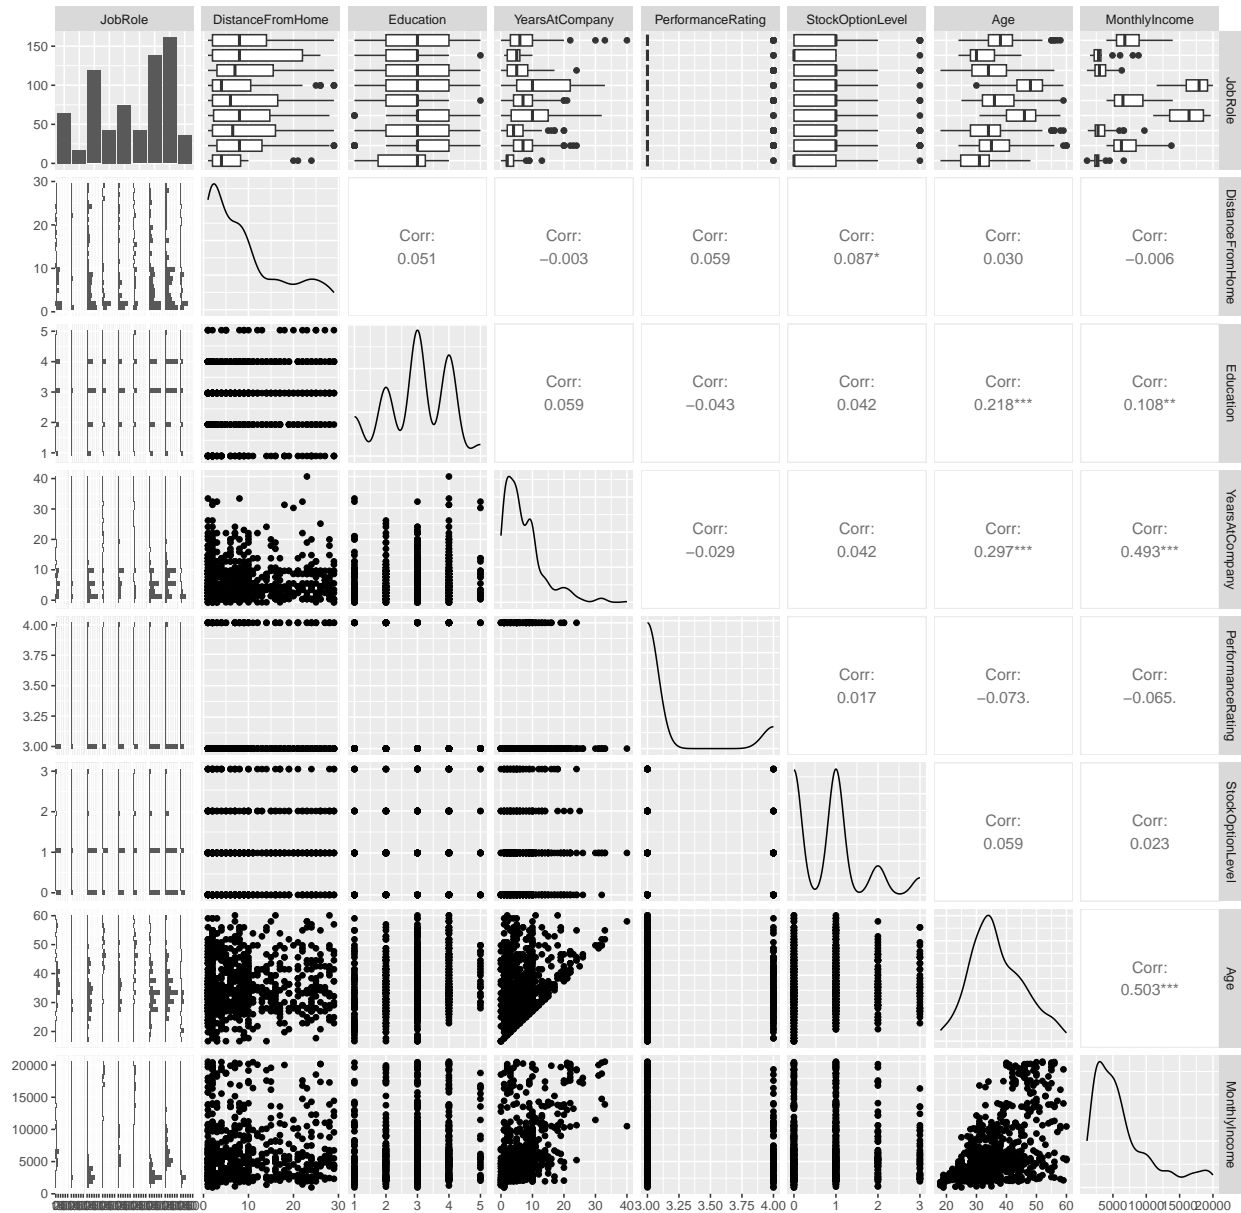 JobRole
DistanceFromHome
Education
YearsAtCompany
PerformanceRating
StockOptionLevel
Age
MonthlyIncome
150
100
50
0
JobRole
30
20
10
0
Corr:
0.051
Corr:
−0.003
Corr:
0.059
Corr:
0.087*
Corr:
0.030
Corr:
−0.006
DistanceFromHome
5
4
3
2
1
Corr:
0.059
Corr:
−0.043
Corr:
0.042
Corr:
0.218***
Corr:
0.108**
Education
40
30
20
10
0
Corr:
−0.029
Corr:
0.042
Corr:
0.297***
Corr:
0.493***
YearsAtCompany
4.00
3.75
3.50
3.25
3.00
Corr:
0.017
Corr:
−0.073.
Corr:
−0.065.
PerformanceRating
3
2
1
0
Corr:
0.059
Corr:
0.023
StockOptionLevel
60
50
40
30
20
Corr:
0.503***
Age
20000
15000
10000
5000
0
MonthlyIncome
0 10 20 30
1 2 3 4 5
0 10 20 30 40
3.00 3.25 3.50 3.75 4.00
0 1 2 3
20 30 40 50 60
5000 10000 15000 20000